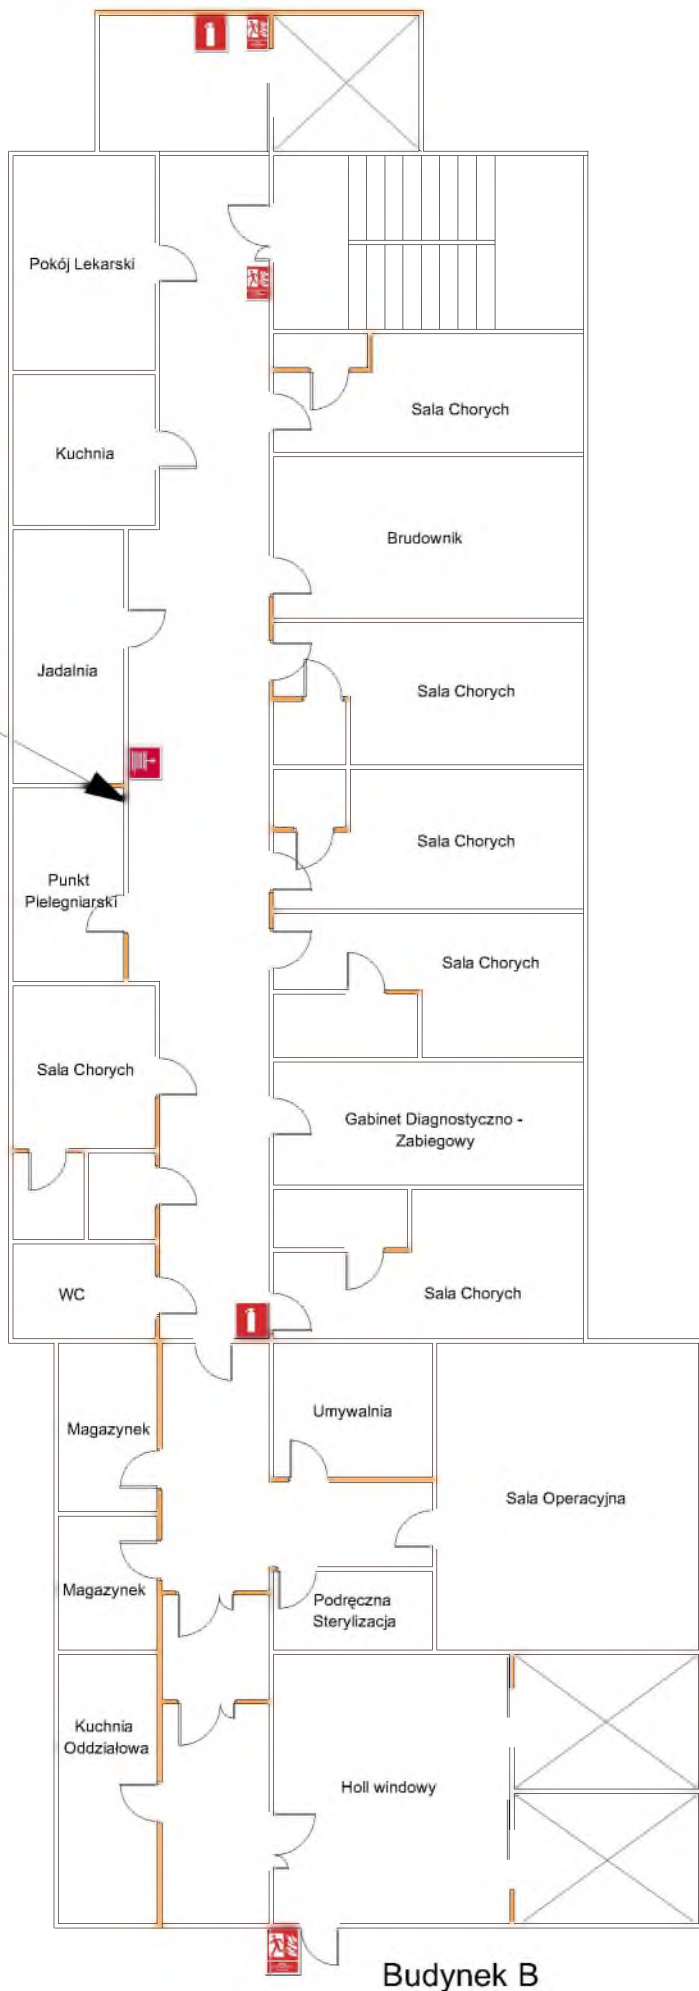 Pokój Lekarski
Sala Chorych
Kuchnia
Brudownik
Jadalnia
Sala Chorych
Sala Chorych
Punkt
Pielegniarski
Sala Chorych
Sala Chorych
Gabinet Diagnostyczno -
Zabiegowy
WC
Sala Chorych
Umywalnia
Magazynek
Sala Operacyjna
Magazynek
Podręczna
Sterylizacja
Kuchnia
Oddziałowa
Holl windowy
Budynek B